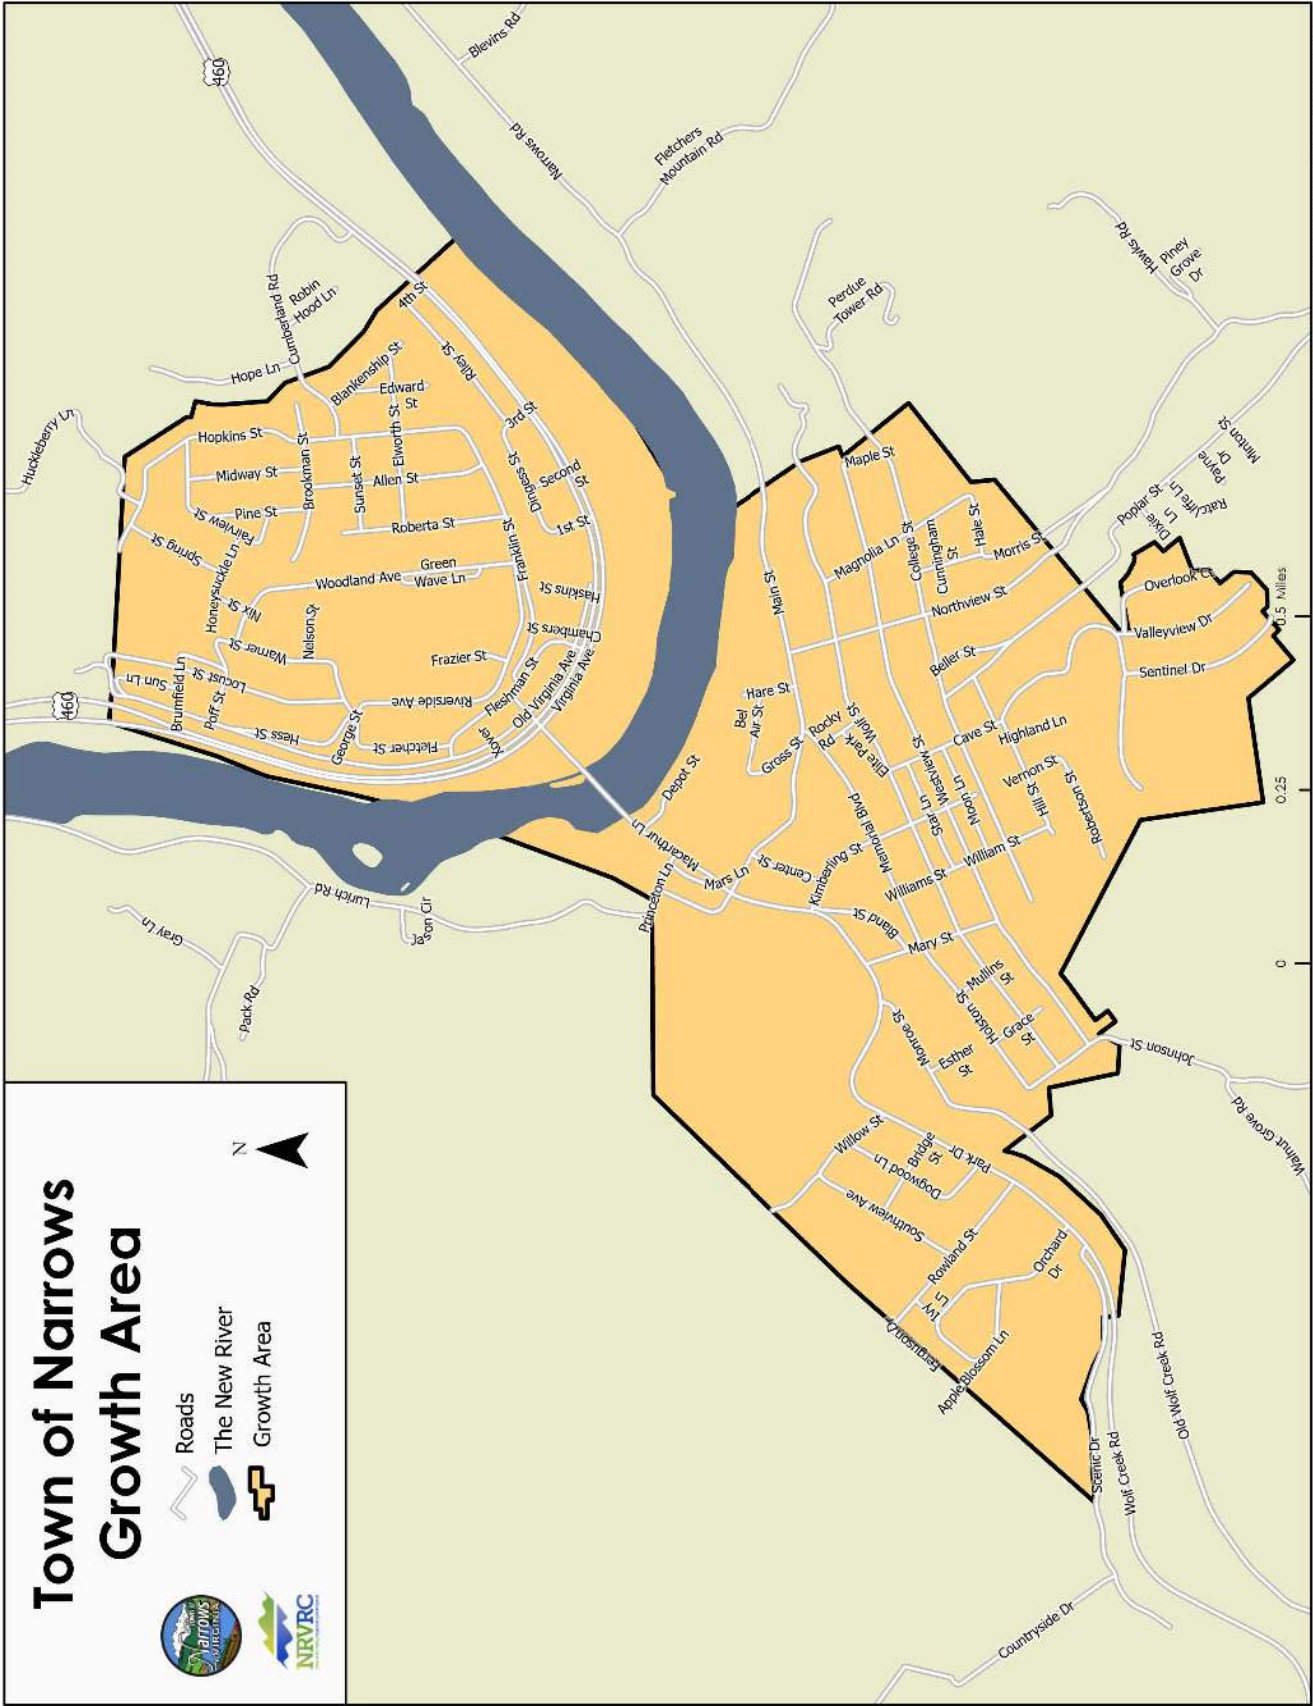 Town of Narrows
Growth Area
Roads
The New River
Growth Area
N
Narrows
VIRGINIA
NRVRC
460
460
Blevins Rd
Narrows Rd
Fletchers
Mountain Rd
Perdue
Tower Rd
Hawks Rd
Piney
Grove
Dr
Minton St
Payne
Dr
Ratcliffe Ln
Poplar St
Dixie
Ln
Huckleberry Ln
Hope Ln
Cumberland Rd
Robin
Hood Ln
4th St
Blankenship St
Edward
St
Riley St
3rd St
Hopkins St
Midway St
Brookman St
Sunset St
Elworth St
Allen St
Dingess St
Second
St
1st St
Pine St
Fairview St
Spring St
Roberta St
Franklin St
Honeysuckle Ln
Woodland Ave
Green
Wave Ln
Haskins St
Nix St
Warner St
Nelson St
Chambers St
Frazier St
Fleshman St
Old Virginia Ave
Virginia Ave
Sun Ln
Brumfield Ln
Locust St
Poff St
Riverside Ave
Hess St
George St
Fletcher St
Xover
Lurich Rd
Gray Ln
Jason Cir
Pack Rd
Princeton Ln
Macarthur Ln
Depot St
Mars Ln
Center St
Main St
Maple St
Magnolia Ln
College St
Cunningham
St
Hale St
Morris St
Northview St
Beller St
Overlook Ct
Valleyview Dr
Sentinel Dr
Hare St
Bel
Air St
Gross St
Rocky
Rd
Wolf St
Elite Park
Westview St
Cave St
Highland Ln
Star Ln
Moon Ln
Vernon St
Hill St
Robertson St
Memorial Blvd
Kimberling St
Williams St
William St
Bland St
Mary St
Mullins
St
Holston St
Grace
St
Monroe St
Esther
St
Johnson St
Walnut Grove Rd
Willow St
Bridge
St
Dogwood Ln
Park Dr
Southview Ave
Rowland St
Orchard
Dr
Ivy Ln
Ferguson
Apple Blossom Ln
Scenic Dr
Wolf Creek Rd
Old Wolf Creek Rd
Countryside Dr
0
0.25
0.5 Miles